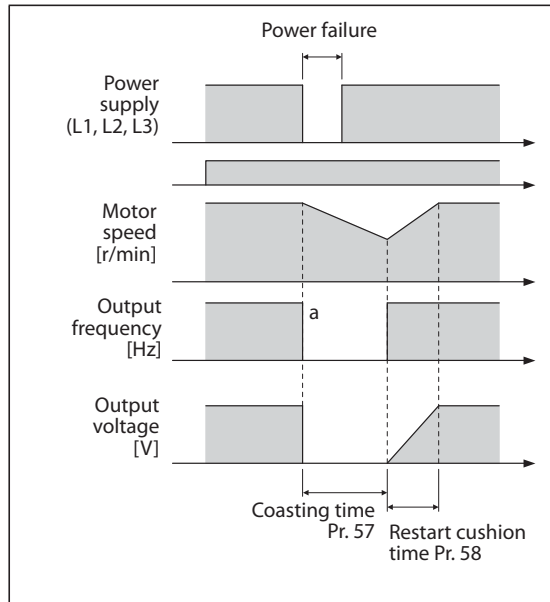 Power failure
Power
supply
(L1, L2, L3)
Motor
speed
[r/min]
Output
frequency
[Hz]
a
Output
voltage
[V]
Coasting time
Pr. 57
Restart cushion
time Pr. 58